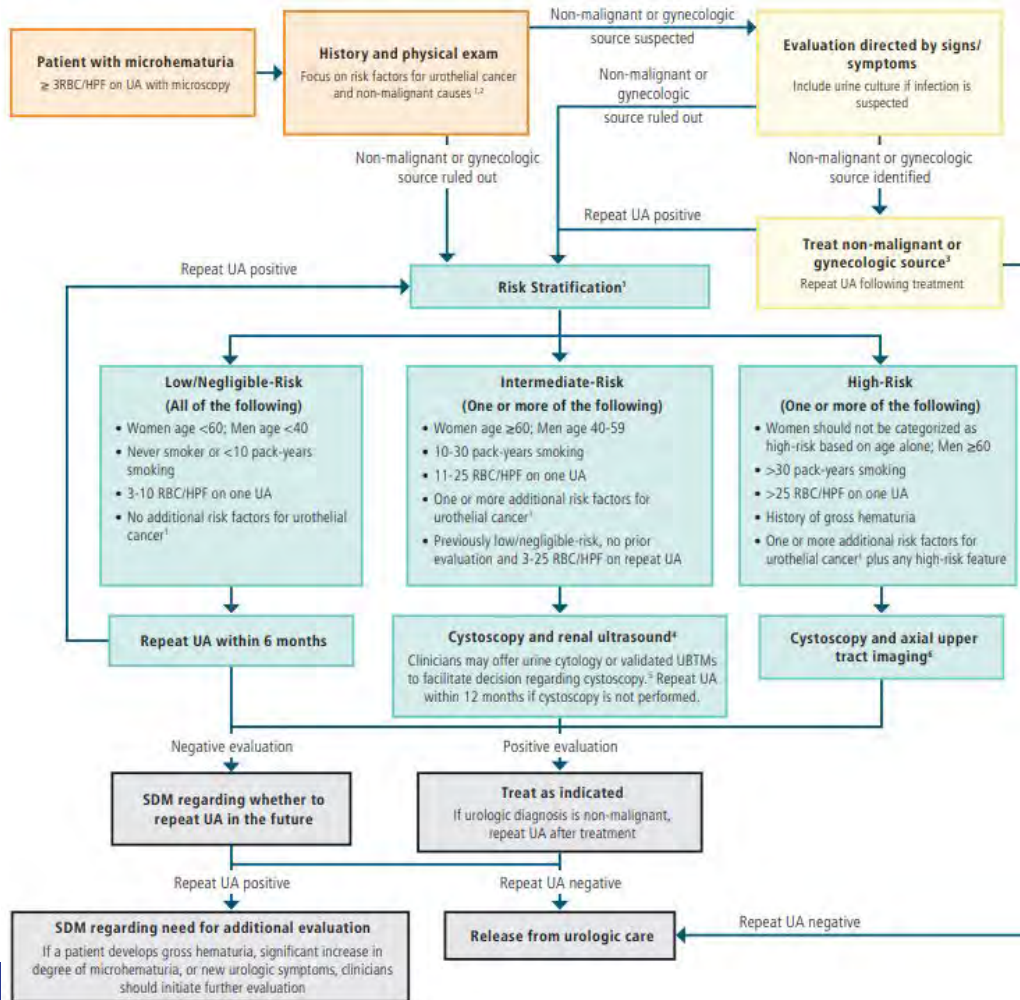 Patient with microhematuria
≥ 3RBC/HPF on UA with microscopy
History and physical exam
Focus on risk factors for urothelial cancer
and non-malignant causes 1,2
Non-malignant or gynecologic
source suspected
Non-malignant or
gynecologic
source ruled out
Evaluation directed by signs/
symptoms
Include urine culture if infection is
suspected
Non-malignant or gynecologic
source ruled out
Non-malignant or gynecologic
source identified
Repeat UA positive
Treat non-malignant or
gynecologic source3
Repeat UA following treatment
Repeat UA positive
Risk Stratification1
Low/Negligible-Risk
(All of the following)
• Women age <60; Men age <40
• Never smoker or <10 pack-years
smoking
• 3-10 RBC/HPF on one UA
• No additional risk factors for urothelial
cancer1
Intermediate-Risk
(One or more of the following)
• Women age ≥60; Men age 40-59
• 10-30 pack-years smoking
• 11-25 RBC/HPF on one UA
• One or more additional risk factors for
urothelial cancer1
• Previously low/negligible-risk, no prior
evaluation and 3-25 RBC/HPF on repeat UA
High-Risk
(One or more of the following)
• Women should not be categorized as
high-risk based on age alone; Men ≥60
• >30 pack-years smoking
• >25 RBC/HPF on one UA
• History of gross hematuria
• One or more additional risk factors for
urothelial cancer1 plus any high-risk feature
Repeat UA within 6 months
Cystoscopy and renal ultrasound4
Clinicians may offer urine cytology or validated UBTMs
to facilitate decision regarding cystoscopy.5 Repeat UA
within 12 months if cystoscopy is not performed.
Cystoscopy and axial upper
tract imaging6
Negative evaluation
Positive evaluation
SDM regarding whether to
repeat UA in the future
Treat as indicated
If urologic diagnosis is non-malignant,
repeat UA after treatment
Repeat UA positive
Repeat UA negative
SDM regarding need for additional evaluation
If a patient develops gross hematuria, significant increase in
degree of microhematuria, or new urologic symptoms, clinicians
should initiate further evaluation
Release from urologic care
Repeat UA negative